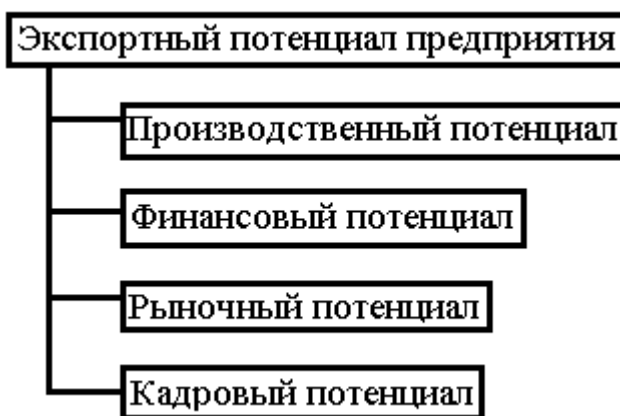 Экспортный потенциал предприятия
Производственный потенциал
Финансовый потенциал
Рыночный потенциал
Кадровый потенциал